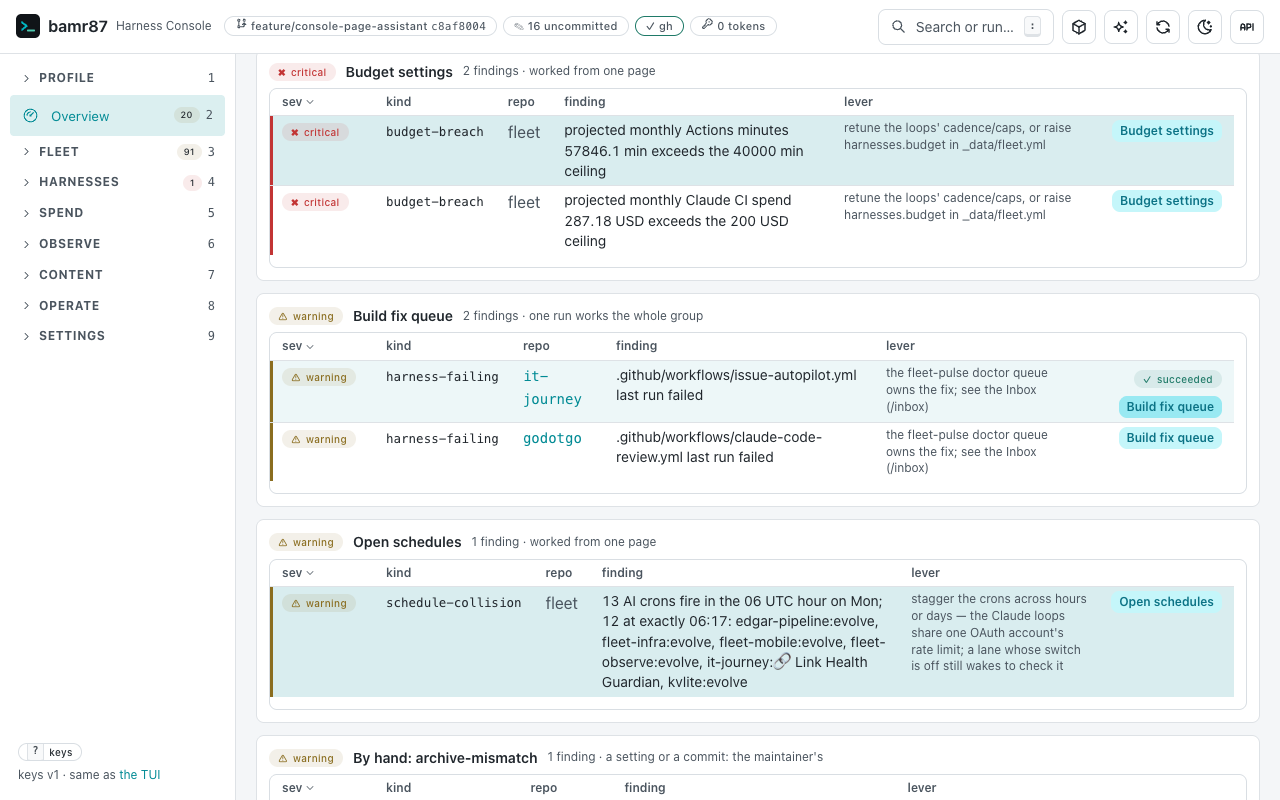 bamr87 Harness Console feature/console-page-assistant c8af8004 16 uncommitted gh 0 tokens Search or run... : API
PROFILE 1
Overview 20 2
FLEET 91 3
HARNESSES 1 4
SPEND 5
OBSERVE 6
CONTENT 7
OPERATE 8
SETTINGS 9
? keys
keys v1 · same as the TUI
critical Budget settings 2 findings · worked from one page
sev kind repo finding lever
critical budget-breach fleet projected monthly Actions minutes
57846.1 min exceeds the 40000 min
ceiling
retune the loops' cadence/caps, or raise
harnesses.budget in _data/fleet.yml
Budget settings
critical budget-breach fleet projected monthly Claude CI spend
287.18 USD exceeds the 200 USD
ceiling
retune the loops' cadence/caps, or raise
harnesses.budget in _data/fleet.yml
Budget settings
warning Build fix queue 2 findings · one run works the whole group
sev kind repo finding lever
warning harness-failing it-
journey
.github/workflows/issue-autopilot.yml
last run failed
the fleet-pulse doctor queue
owns the fix; see the Inbox
(/inbox)
succeeded
Build fix queue
warning harness-failing godotgo .github/workflows/claude-code-
review.yml last run failed
the fleet-pulse doctor queue
owns the fix; see the Inbox
(/inbox)
Build fix queue
warning Open schedules 1 finding · worked from one page
sev kind repo finding lever
warning schedule-collision fleet 13 AI crons fire in the 06 UTC hour on Mon;
12 at exactly 06:17: edgar-pipeline:evolve,
fleet-infra:evolve, fleet-mobile:evolve, fleet-
observe:evolve, it-journey:🔗 Link Health
Guardian, kvlite:evolve
stagger the crons across hours
or days — the Claude loops
share one OAuth account's
rate limit; a lane whose switch
is off still wakes to check it
Open schedules
warning By hand: archive-mismatch 1 finding · a setting or a commit: the maintainer's
sev kind repo finding lever